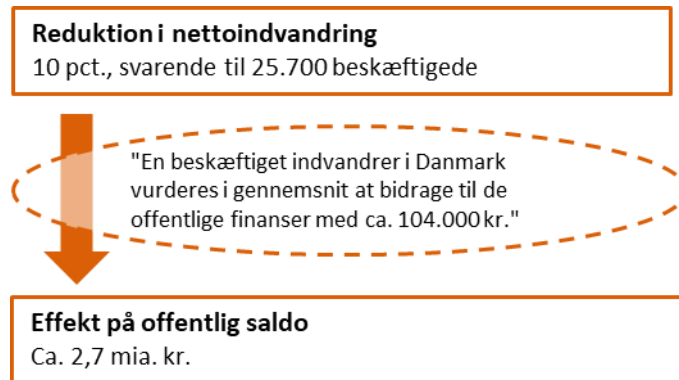 Reduktion i nettoindvandring
10 pct., svarende til 25.700 beskæftigede
"En beskæftiget indvandrer i Danmark
vurderes i gennemsnit at bidrage til de
offentlige finanser med ca. 104.000 kr."
Effekt på offentlig saldo
Ca. 2,7 mia. kr.